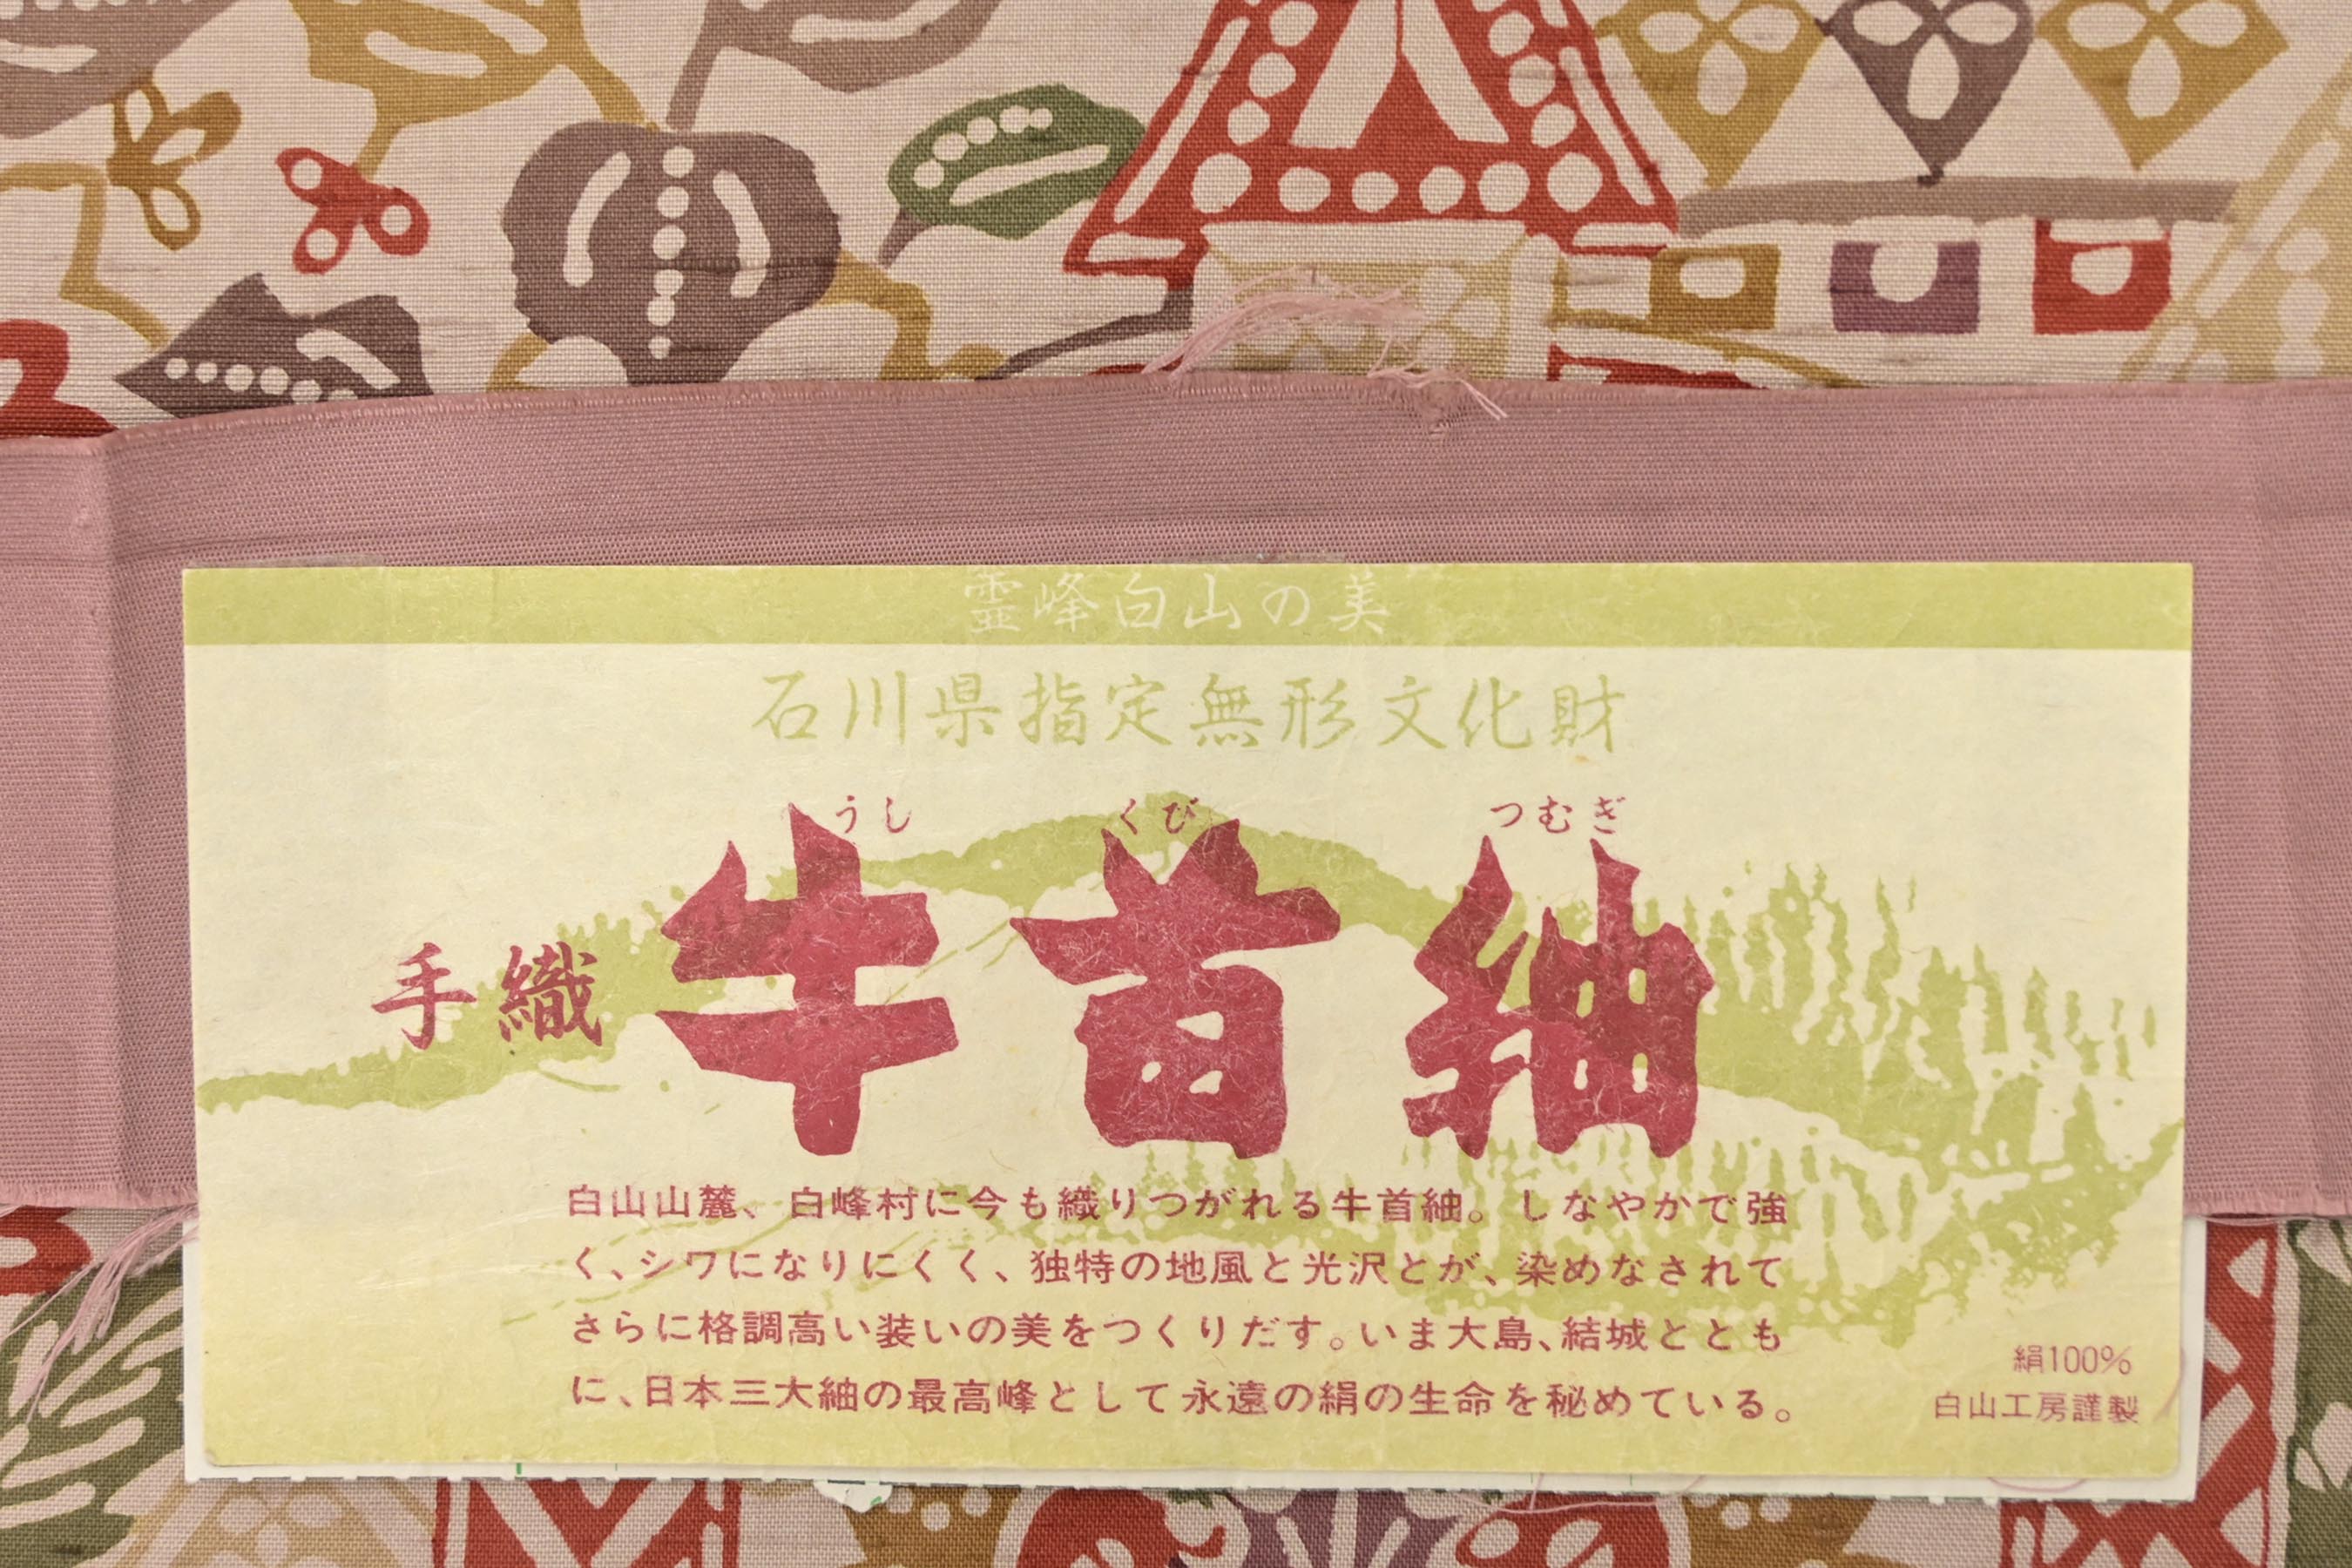 霊峰白山の美
石川県指定無形文化財
うし くび つむぎ
手織 牛首紬
白山山麓、白峰村に今も織りつがれる牛首紬。しなやかで強
く、シワになりにくく、独特の地風と光沢とが、染めなされて
さらに格調高い装いの美をつくりだす。いま大島、結城ととも
に、日本三大紬の最高峰として永遠の絹の生命を秘めている。
絹100%
白山工房謹製